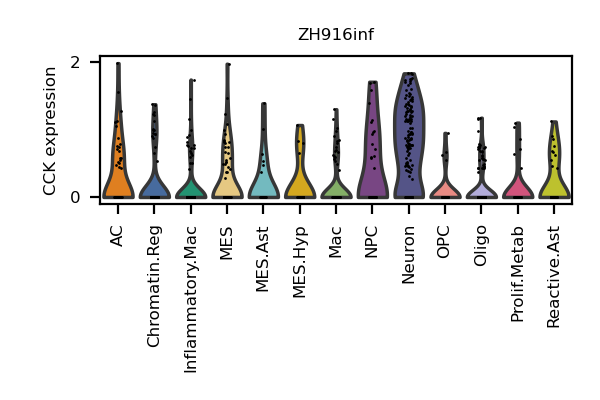 ZH916inf
CCK expression
2
0
AC
Chromatin.Reg
Inflammatory.Mac
MES
MES.Ast
MES.Hyp
Mac
NPC
Neuron
OPC
Oligo
Prolif.Metab
Reactive.Ast